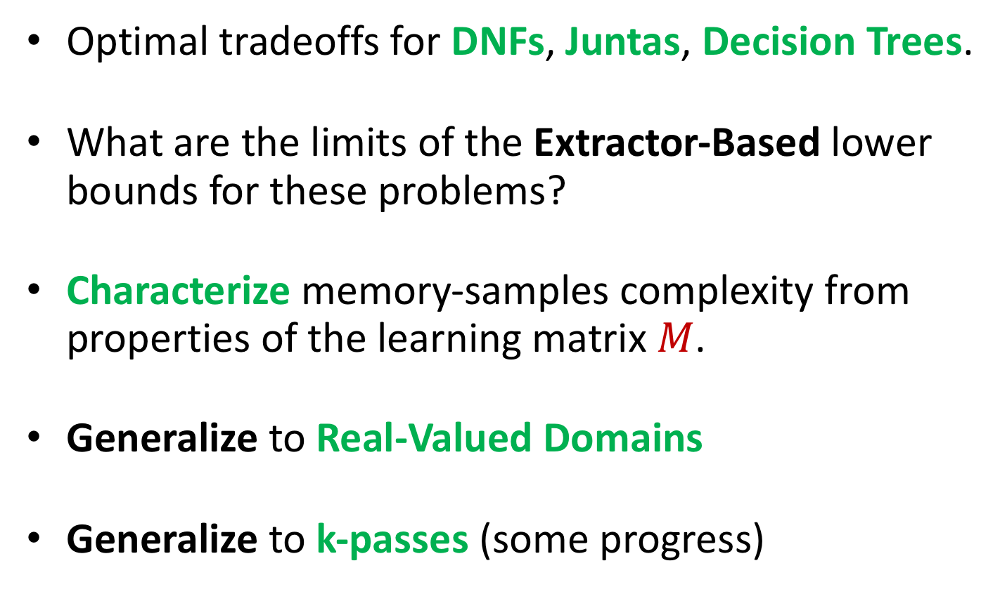 • Optimal tradeoffs for DNFs, Juntas, Decision Trees.
• What are the limits of the Extractor-Based lower
bounds for these problems?
• Characterize memory-samples complexity from
properties of the learning matrix M.
• Generalize to Real-Valued Domains
• Generalize to k-passes (some progress)